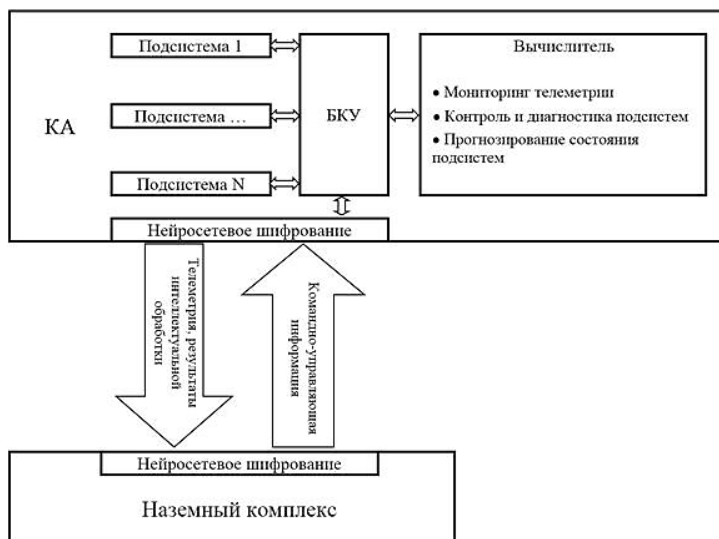 КА
Подсистема 1
Подсистема ...
Подсистема N
БКУ
Вычислитель
● Мониторинг телеметрии
● Контроль и диагностика подсистем
● Прогнозирование состояния
подсистем
Нейросетевое шифрование
Телеметрия, результаты
интеллектуальной
обработки
Командно-управляющая
информация
Нейросетевое шифрование
Наземный комплекс